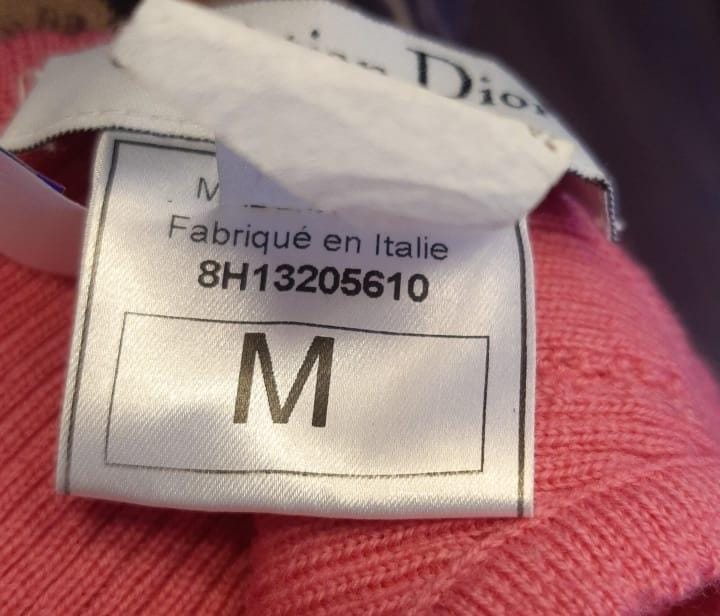 Dior
Fabriqué en Italie
8H13205610
M